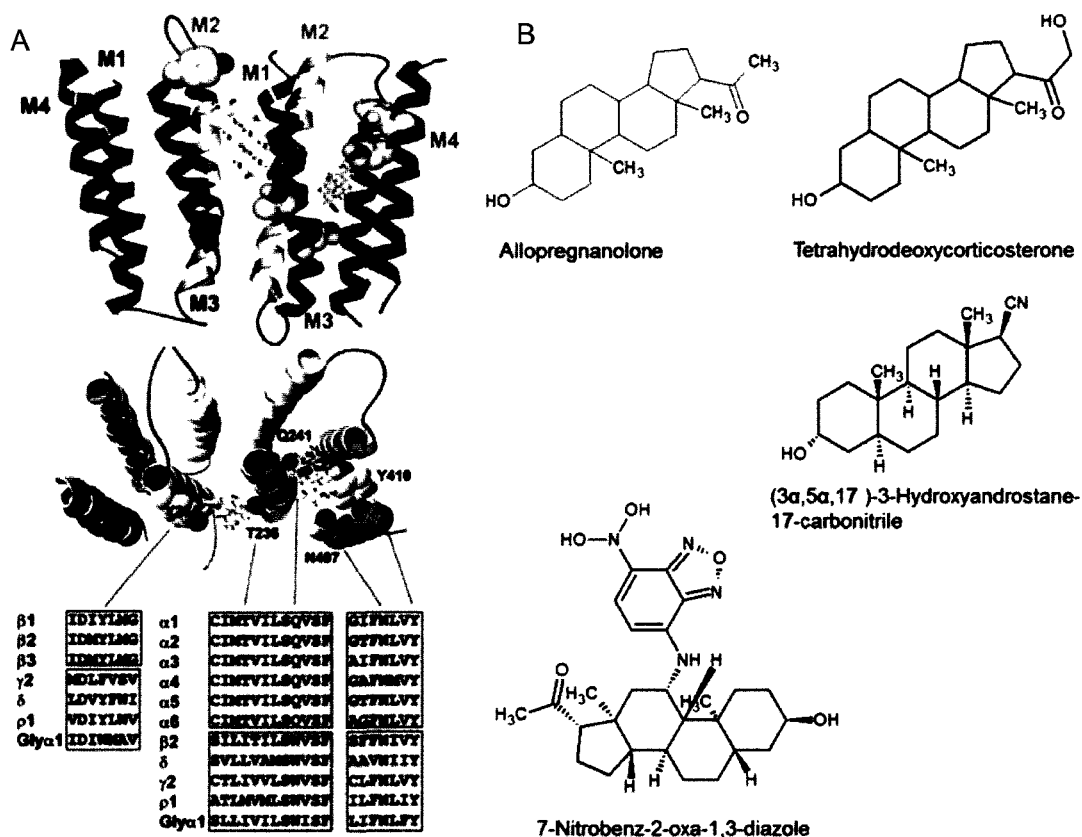 A
M2
M1
M4
M2
M1
M4
M3
M3
Q241
Y410
T236
N407
β1 IDIYLMG
β2 IDMYLMG
β3 IDMYLMG
γ2 MDLFVSV
δ LDVYFWI
ρ1 VDIYLWV
Glyα1 IDIWMAV
α1 CIMTVILSQVSF GIFNLVY
α2 CIMTVILSQVSF GTFNLVY
α3 CIMTVILSQVSF AIFNLVY
α4 CIMTVILSQVSF GAFNMVY
α5 CIMTVILSQVSF GTFNLVY
α6 CIMTVILSQVSF AGFNLVY
β2 SILITILSWVSF SFFNIVY
δ SVLLVAMSWVSF AAVNIIY
γ2 CTLIVVLSWVSF CLFNLVY
ρ1 ATLMVMLSWVSF ILFNLIY
Glyα1 SLLIVILSWISF LIFNLFY
B
CH₃
O
CH₃
CH₃
HO
Allopregnanolone
HO
O
CH₃
CH₃
HO
Tetrahydrodeoxycorticosterone
CH₃
CN
CH₃
H
H
H
HO
H
(3α,5α,17 )-3-Hydroxyandrostane-
17-carbonitrile
OH
HO
N
N
O
N
NH
H
O
CH₃
CH₃
CH₃
OH
H
H
H
7-Nitrobenz-2-oxa-1,3-diazole